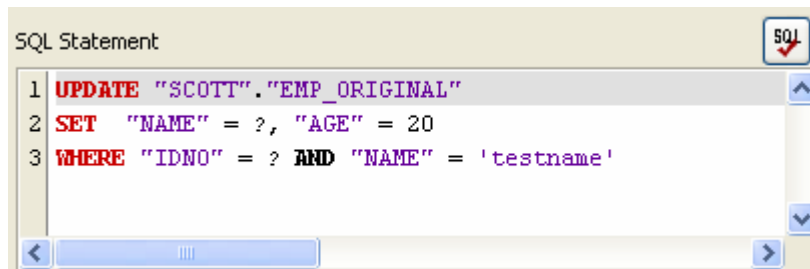 SQL Statement
SQL
1 UPDATE "SCOTT"."EMP_ORIGINAL"
2 SET "NAME" = ?, "AGE" = 20
3 WHERE "IDNO" = ? AND "NAME" = 'testname'